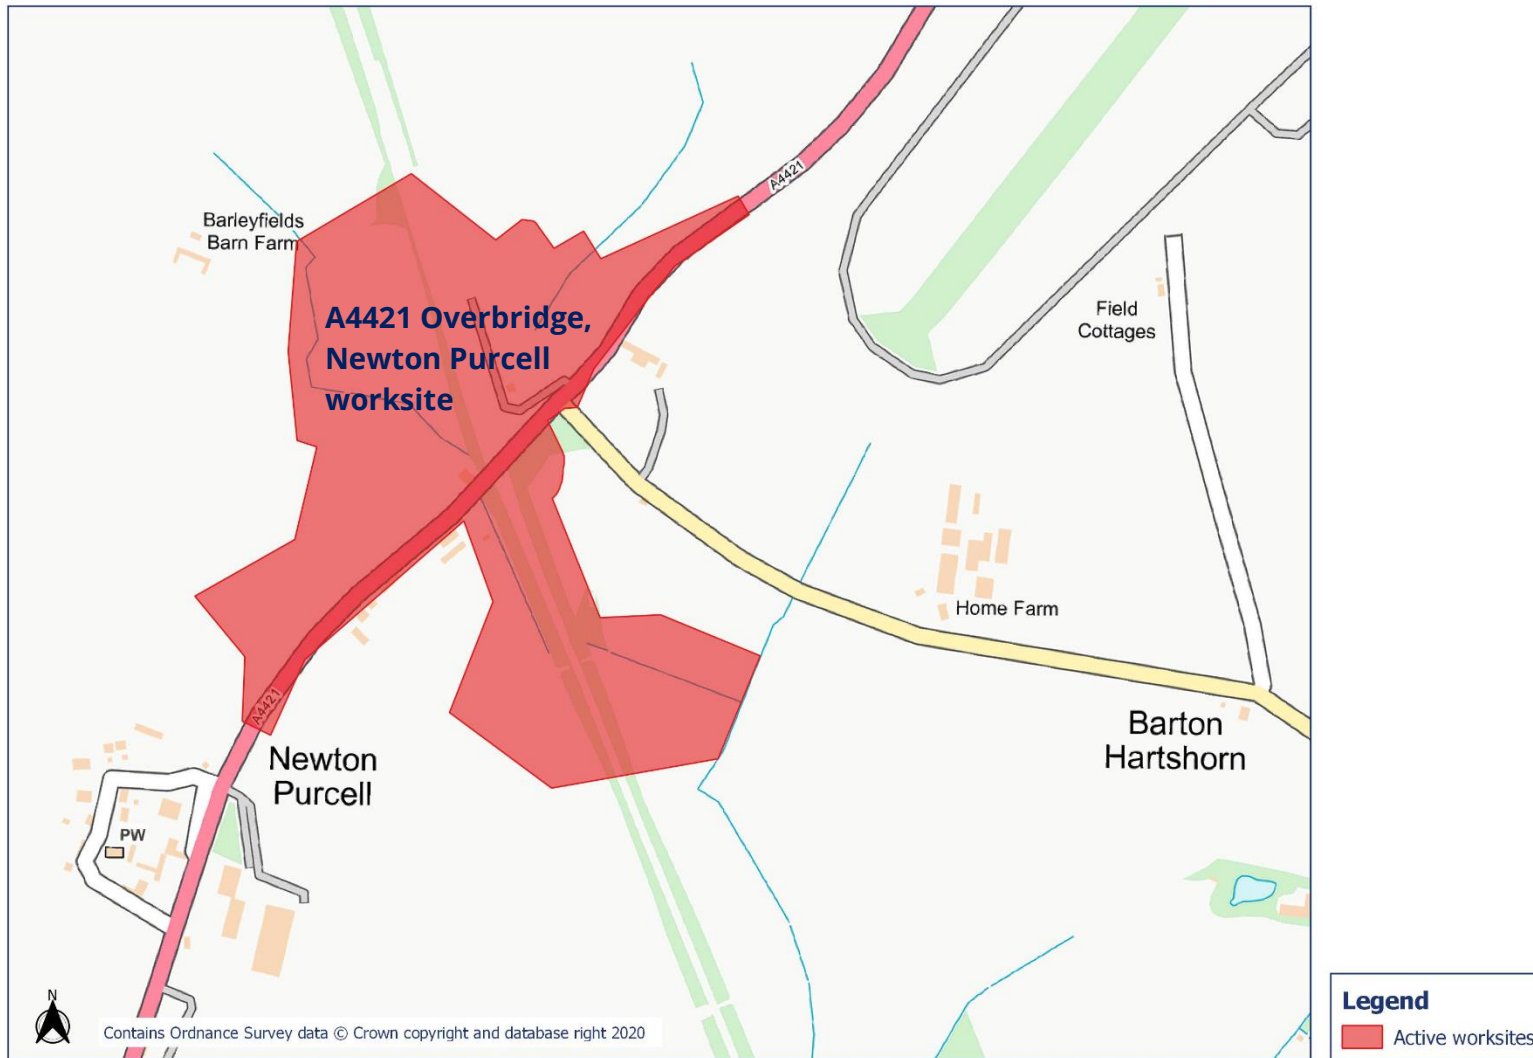 A4421
Barleyfields
Barn Farm
A4421 Overbridge,
Newton Purcell
worksite
Field
Cottages
Home Farm
A4421
Barton
Hartshorn
Newton
Purcell
PW
N
Contains Ordnance Survey data © Crown copyright and database right 2020
Legend
Active worksites